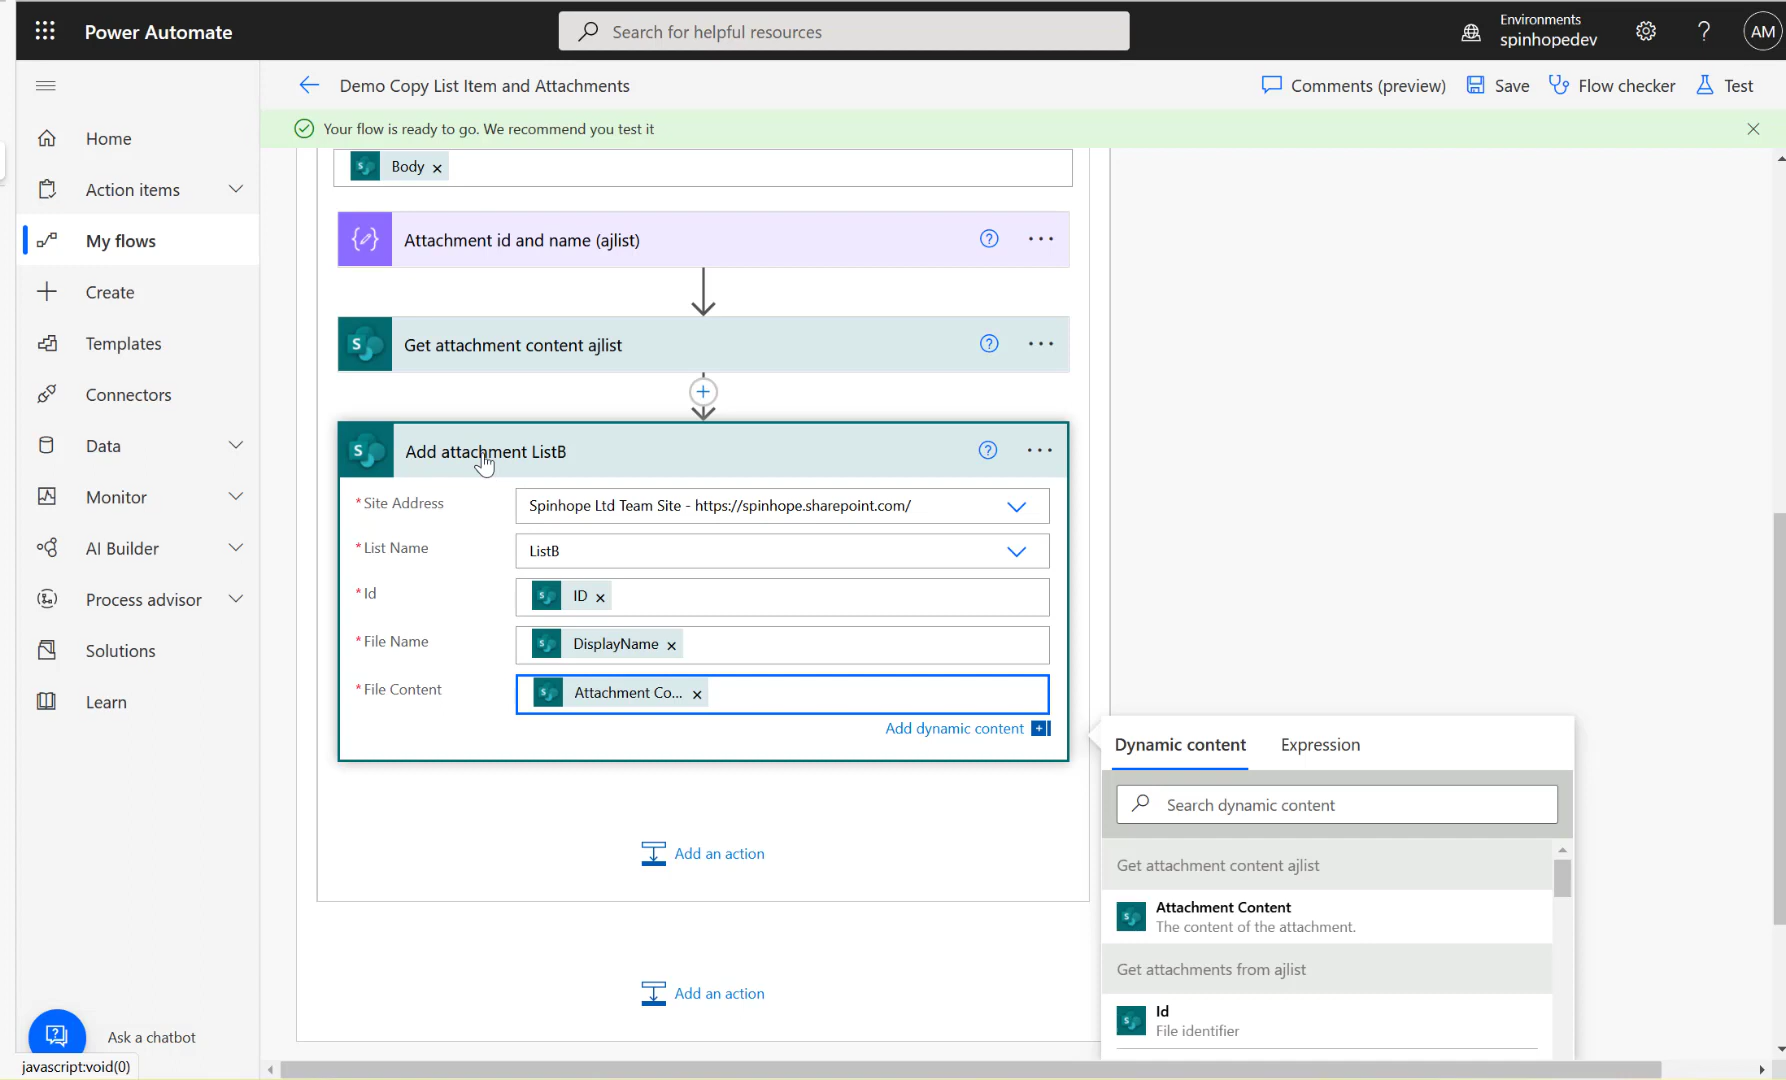 Power Automate
Search for helpful resources
Environments
spinhopedev
?
AM
Demo Copy List Item and Attachments
Comments (preview)
Save
Flow checker
Test
Your flow is ready to go. We recommend you test it
Home
Action items
My flows
Create
Templates
Connectors
Data
Monitor
AI Builder
Process advisor
Solutions
Learn
Ask a chatbot
javascript:void(0)
Body ×
Attachment id and name (ajlist)
Get attachment content ajlist
Add attachment ListB
* Site Address
Spinhope Ltd Team Site - https://spinhope.sharepoint.com/
* List Name
ListB
* Id
ID ×
* File Name
DisplayName ×
* File Content
Attachment Co... ×
Add dynamic content
Add an action
Add an action
Dynamic content
Expression
Search dynamic content
Get attachment content ajlist
Attachment Content
The content of the attachment.
Get attachments from ajlist
Id
File identifier